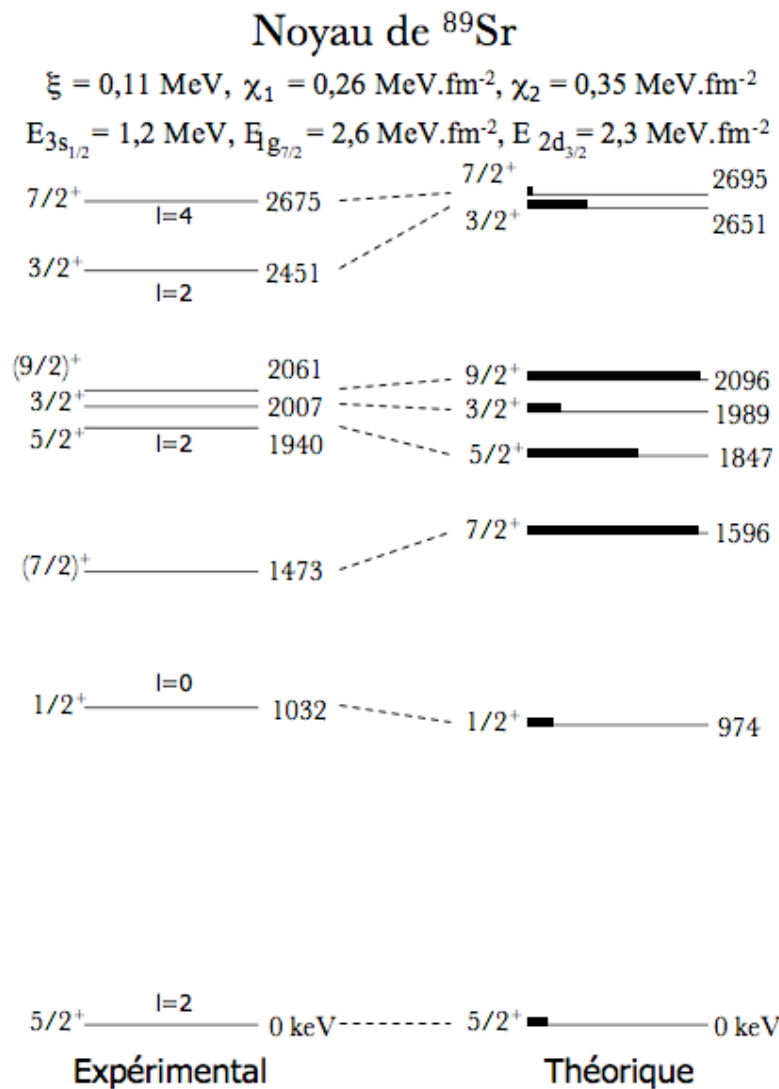 Noyau de ⁸⁹Sr
ξ = 0,11 MeV, χ₁ = 0,26 MeV.fm⁻², χ₂ = 0,35 MeV.fm⁻²
E3s1/2 = 1,2 MeV, E1g7/2 = 2,6 MeV.fm⁻², E 2d3/2 = 2,3 MeV.fm⁻²
7/2⁺ 2695
7/2⁺ l=4 2675
3/2⁺ 2651
3/2⁺ l=2 2451
(9/2)⁺ 2061
9/2⁺ 2096
3/2⁺ 2007
3/2⁺ 1989
5/2⁺ l=2 1940
5/2⁺ 1847
7/2⁺ 1596
(7/2)⁺ 1473
l=0
1/2⁺ 1032
1/2⁺ 974
l=2
5/2⁺ 0 keV
5/2⁺ 0 keV
Expérimental Théorique